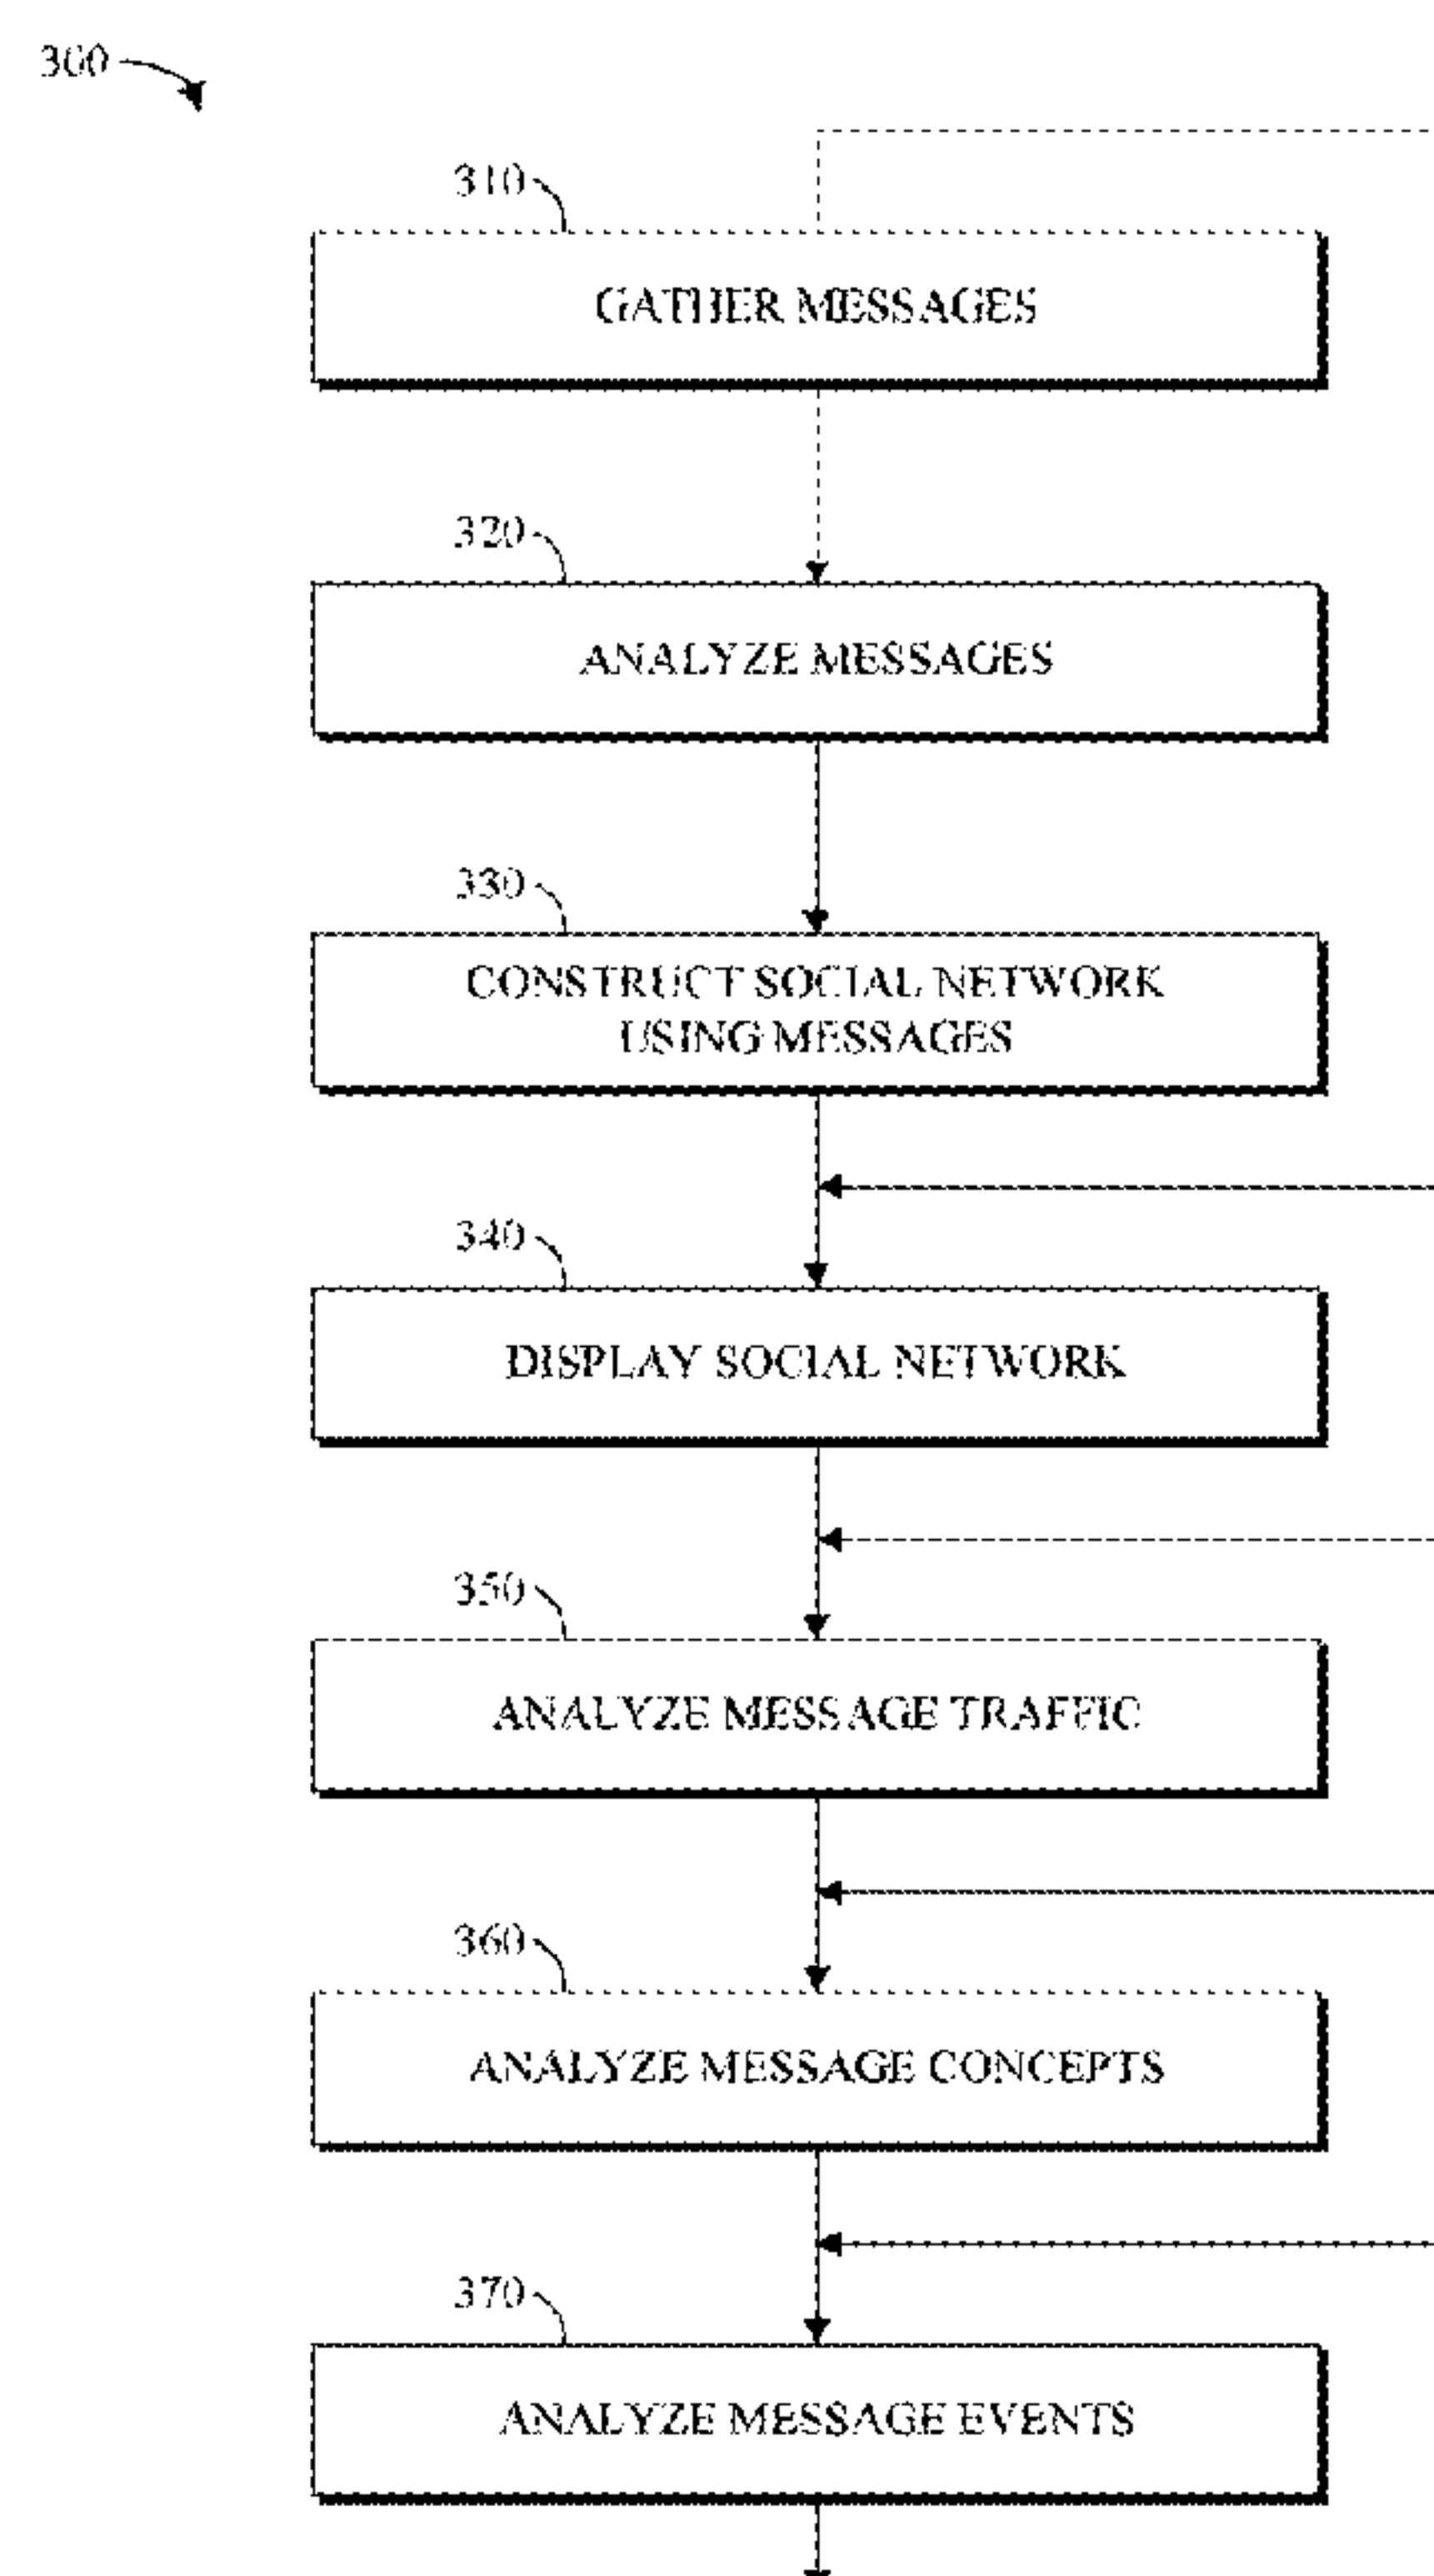 300
310
GATHER MESSAGES
320
ANALYZE MESSAGES
330
CONSTRUCT SOCIAL NETWORK
USING MESSAGES
340
DISPLAY SOCIAL NETWORK
350
ANALYZE MESSAGE TRAFFIC
360
ANALYZE MESSAGE CONCEPTS
370
ANALYZE MESSAGE EVENTS